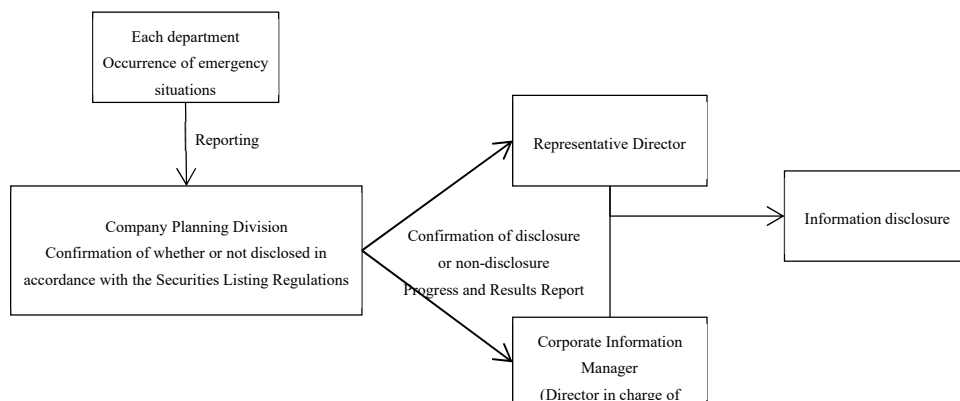 Each department
Occurrence of emergency
situations
Reporting
Company Planning Division
Confirmation of whether or not disclosed in
accordance with the Securities Listing Regulations
Representative Director
Confirmation of disclosure
or non-disclosure
Progress and Results Report
Information disclosure
Corporate Information
Manager
(Director in charge of